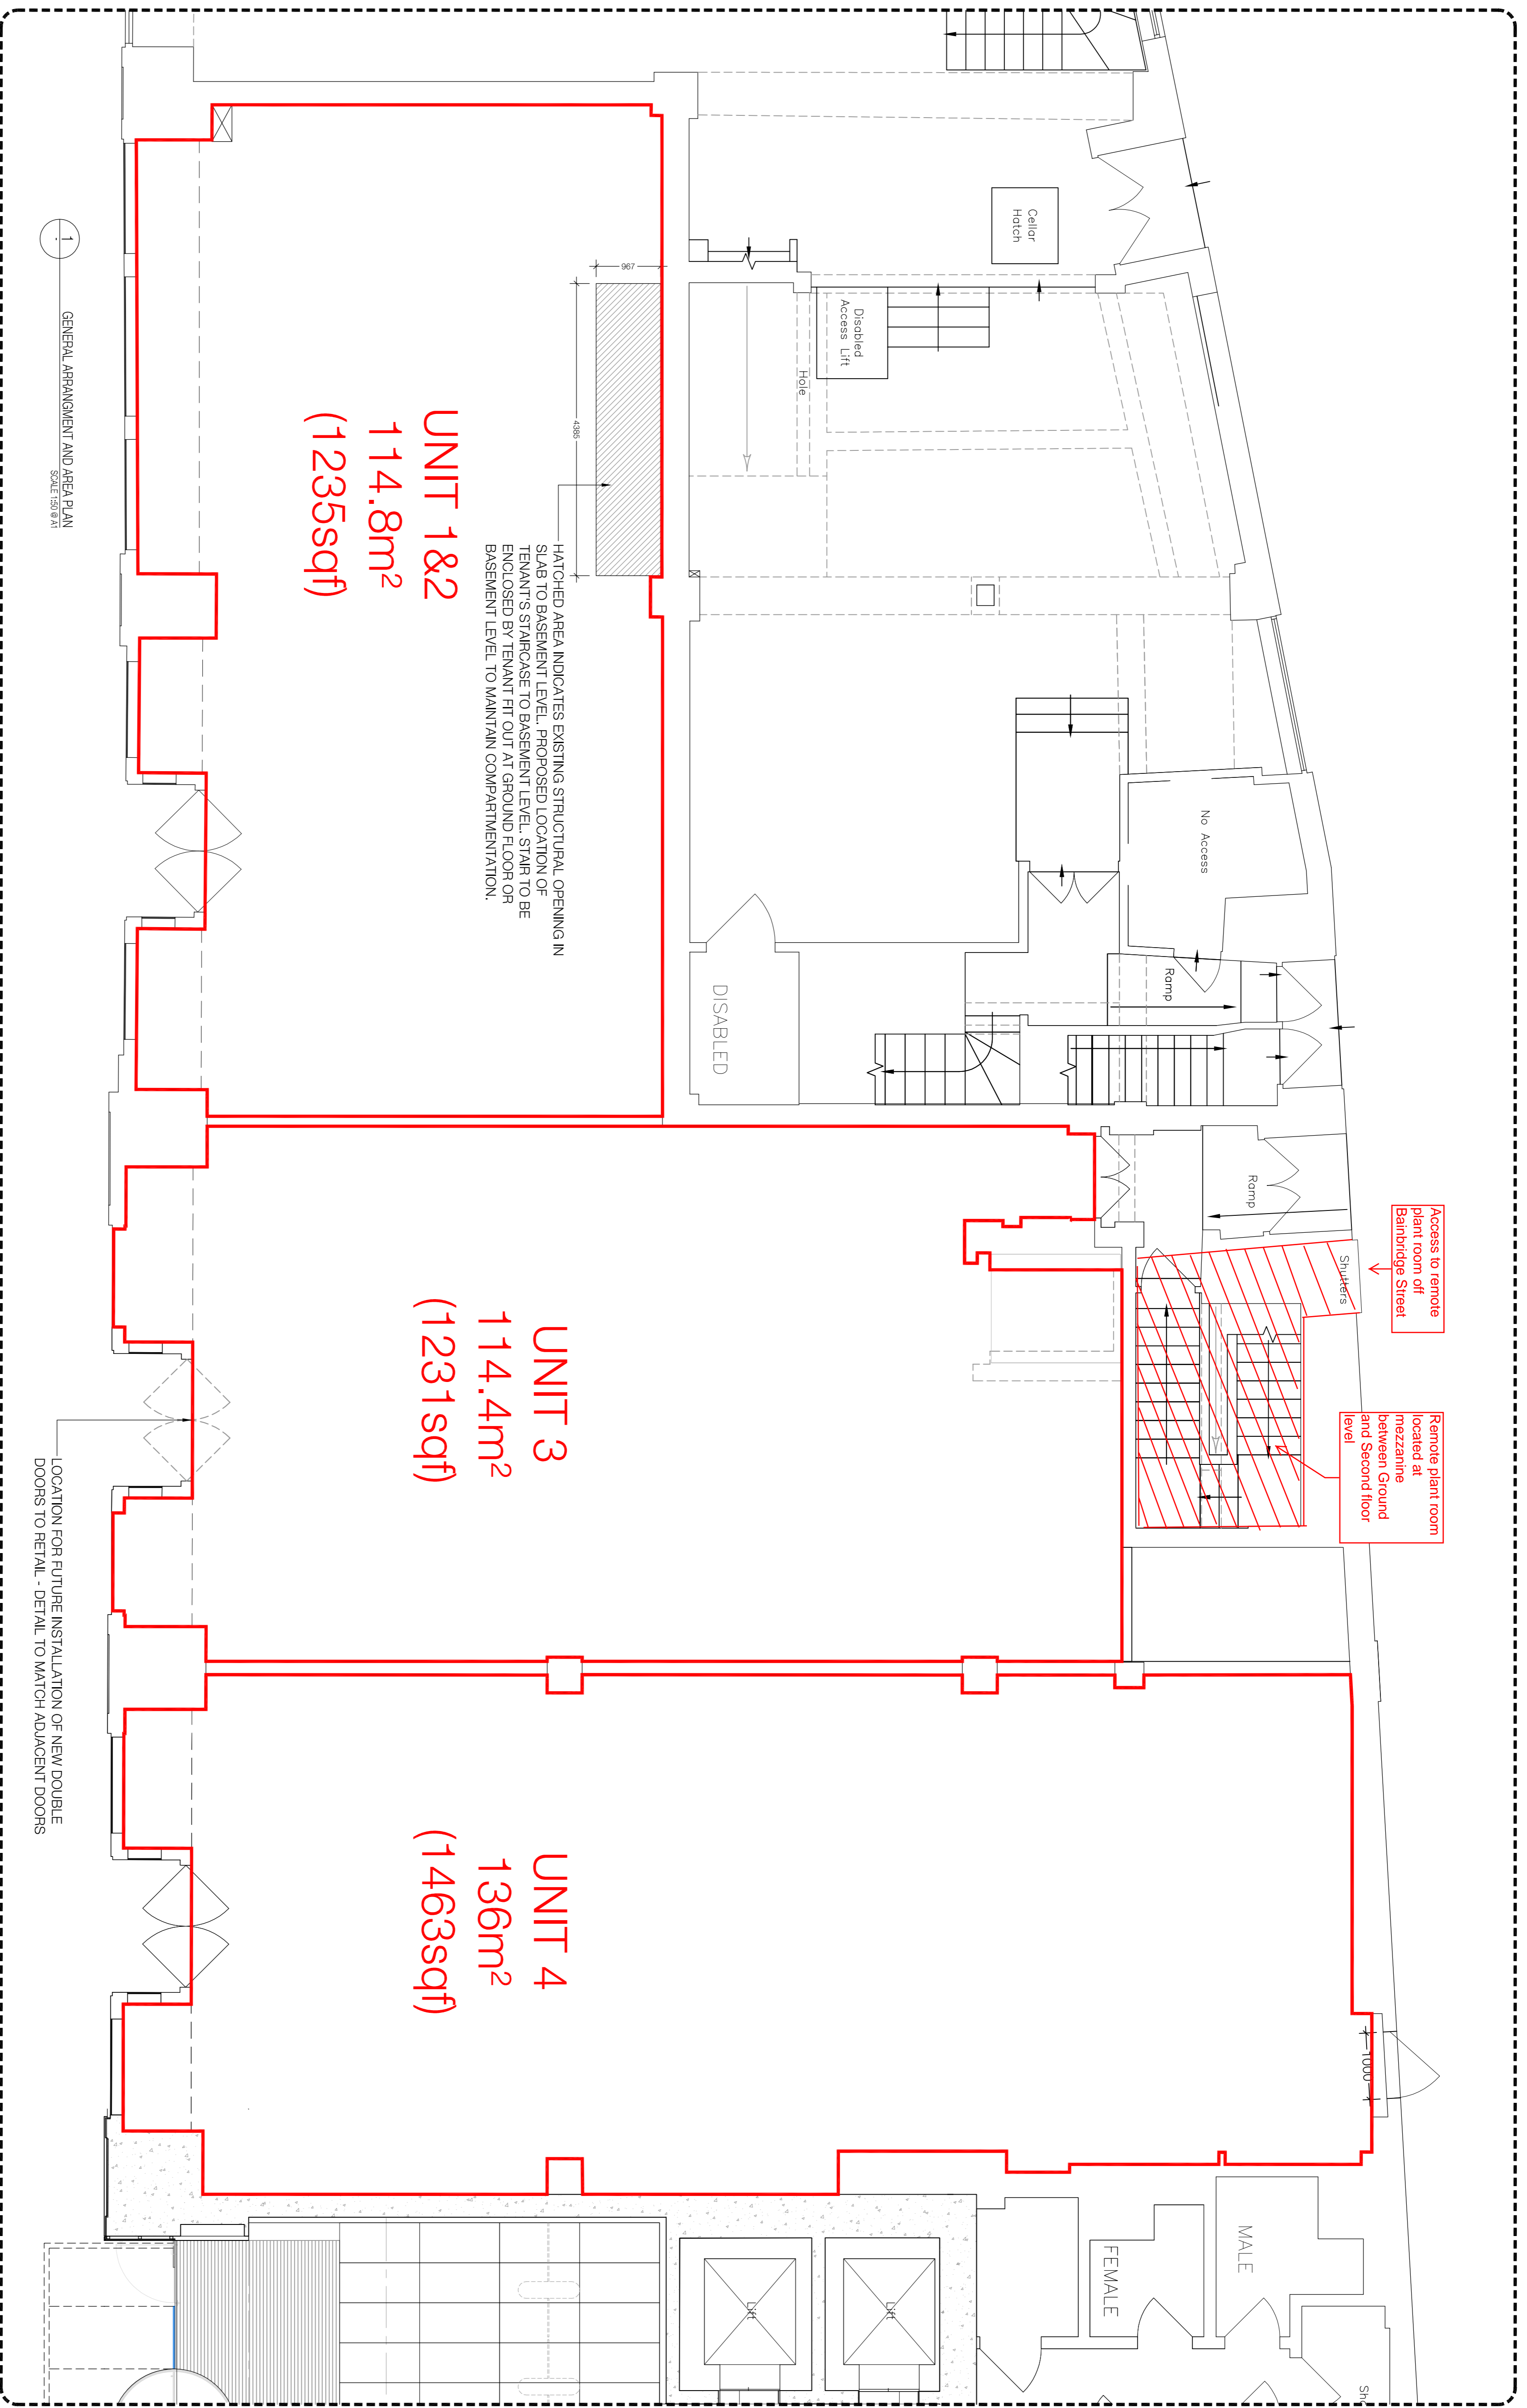 Access to remote
plant room off
Bainbridge Street
Remote plant room
located at
mezzanine
between Ground
and Second floor
level
Shutters
1000
Cellar
Hatch
No Access
Ramp
Ramp
MALE
FEMALE
Disabled
Access Lift
Hole
DISABLED
Lift
Lift
967
4385
HATCHED AREA INDICATES EXISTING STRUCTURAL OPENING IN
SLAB TO BASEMENT LEVEL. PROPOSED LOCATION OF
TENANT'S STAIRCASE TO BASEMENT LEVEL. STAIR TO BE
ENCLOSED BY TENANT FIT OUT AT GROUND FLOOR OR
BASEMENT LEVEL TO MAINTAIN COMPARTMENTATION.
UNIT 1&2
114.8m²
(1235sqf)
UNIT 3
114.4m²
(1231sqf)
UNIT 4
136m²
(1463sqf)
1
GENERAL ARRANGMENT AND AREA PLAN
SCALE 1:50 @ A1
LOCATION FOR FUTURE INSTALLATION OF NEW DOUBLE
DOORS TO RETAIL - DETAIL TO MATCH ADJACENT DOORS